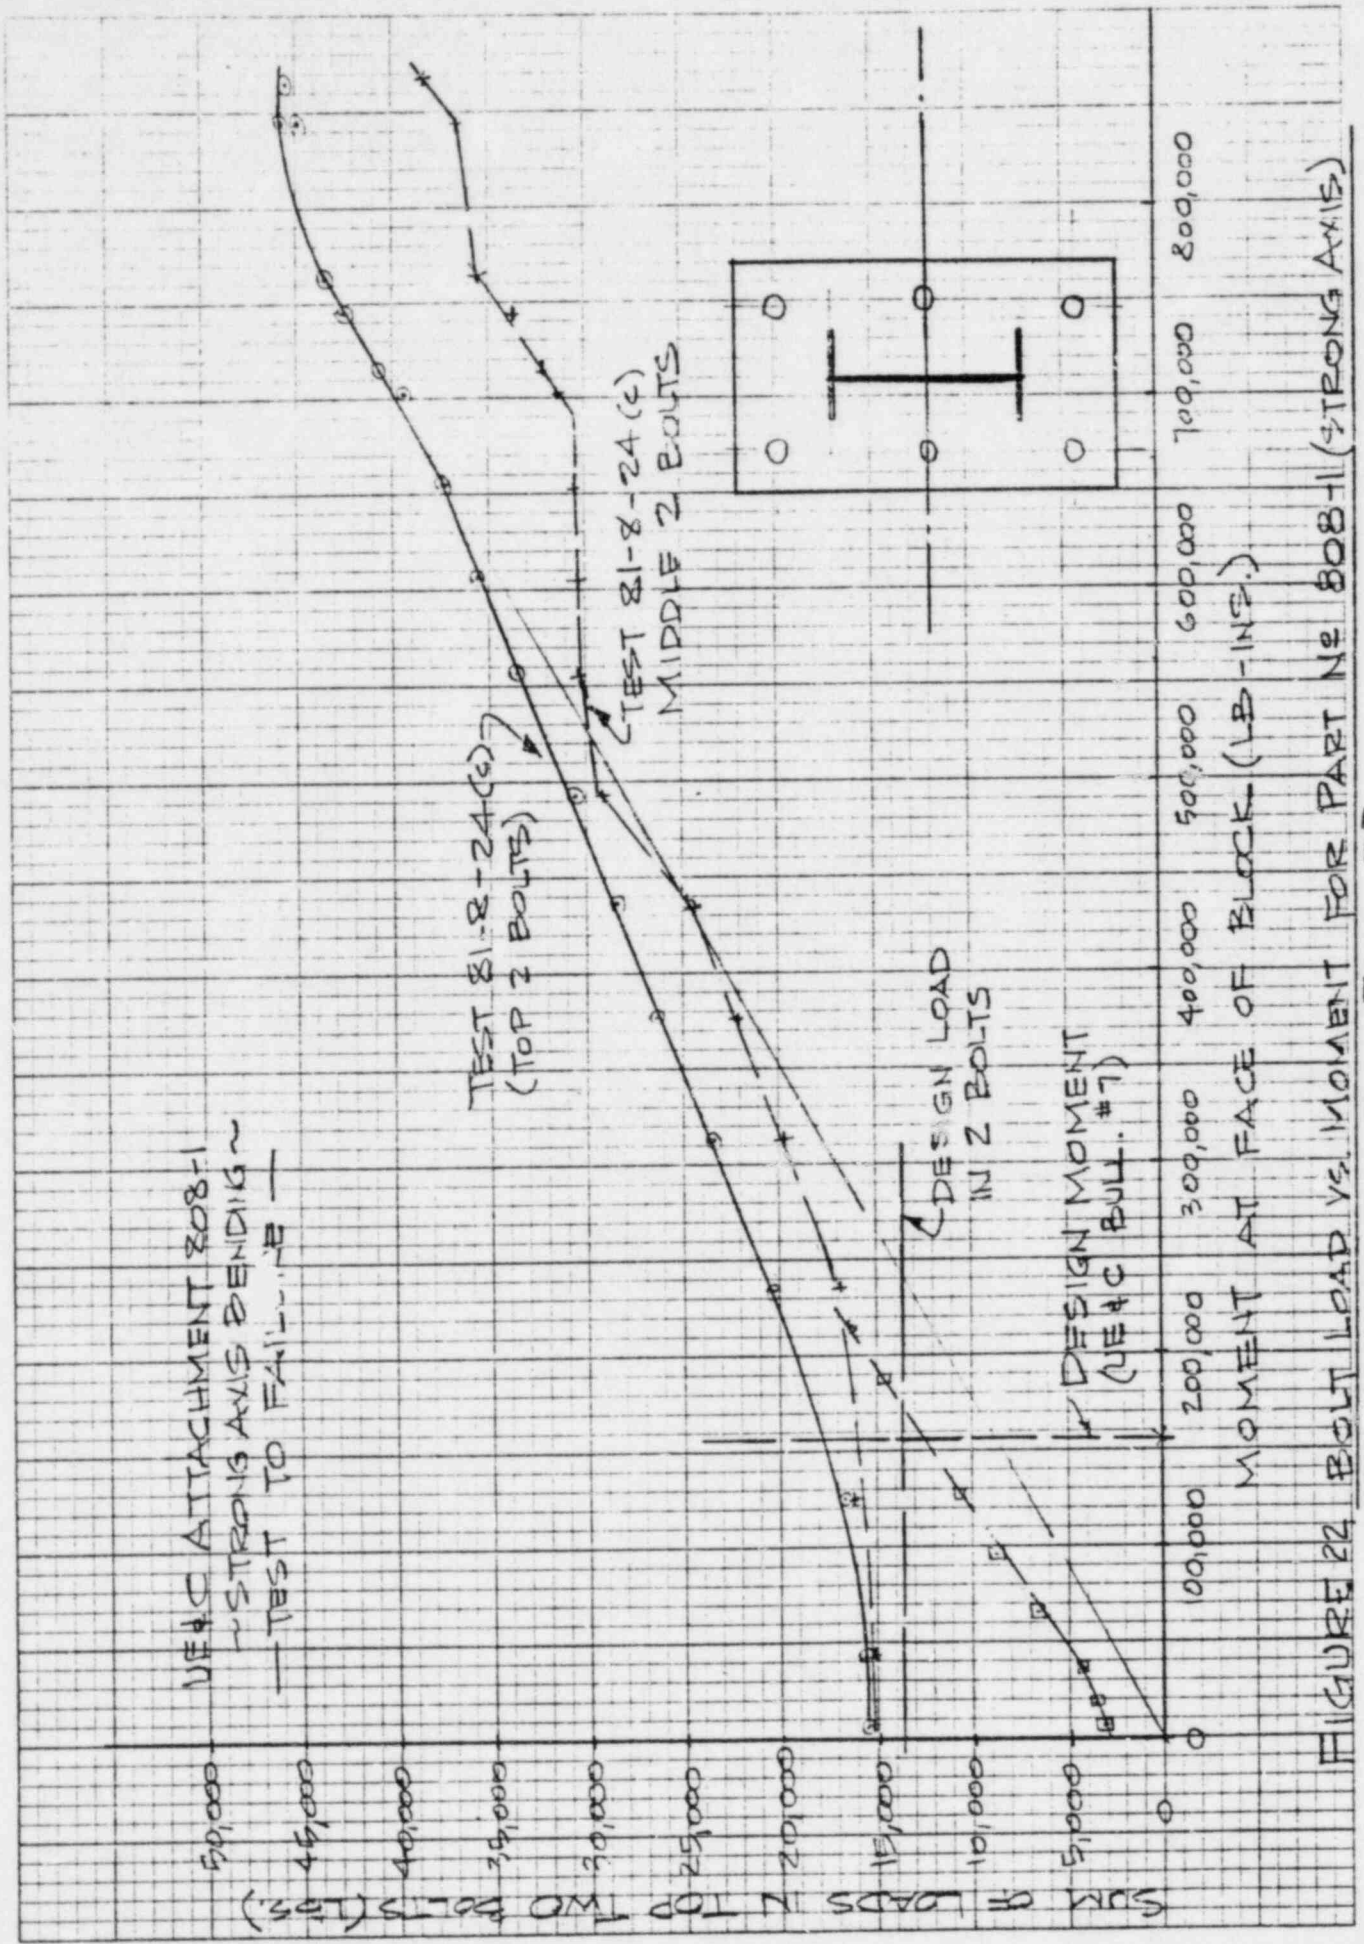 UE&C ATTACHMENT 808-1
~STRONG AXIS BENDING~
TEST TO FAILURE
TEST 81-8-24(c)
(TOP 2 BOLTS)
TEST 81-8-24(c)
MIDDLE 2 BOLTS
DESIGN LOAD
IN 2 BOLTS
DESIGN MOMENT
(UE&C BULL. #7)
SUM OF LOADS IN TOP TWO BOLTS (LBS.)
50,000
45,000
40,000
35,000
30,000
25,000
20,000
15,000
10,000
5,000
0
0 100,000 200,000 300,000 400,000 500,000 600,000 700,000 800,000
MOMENT AT FACE OF BLOCK (LB-INS.)
FIGURE 22 BOLT LOAD VS. MOMENT FOR PART Nº 808-1 (STRONG AXIS)